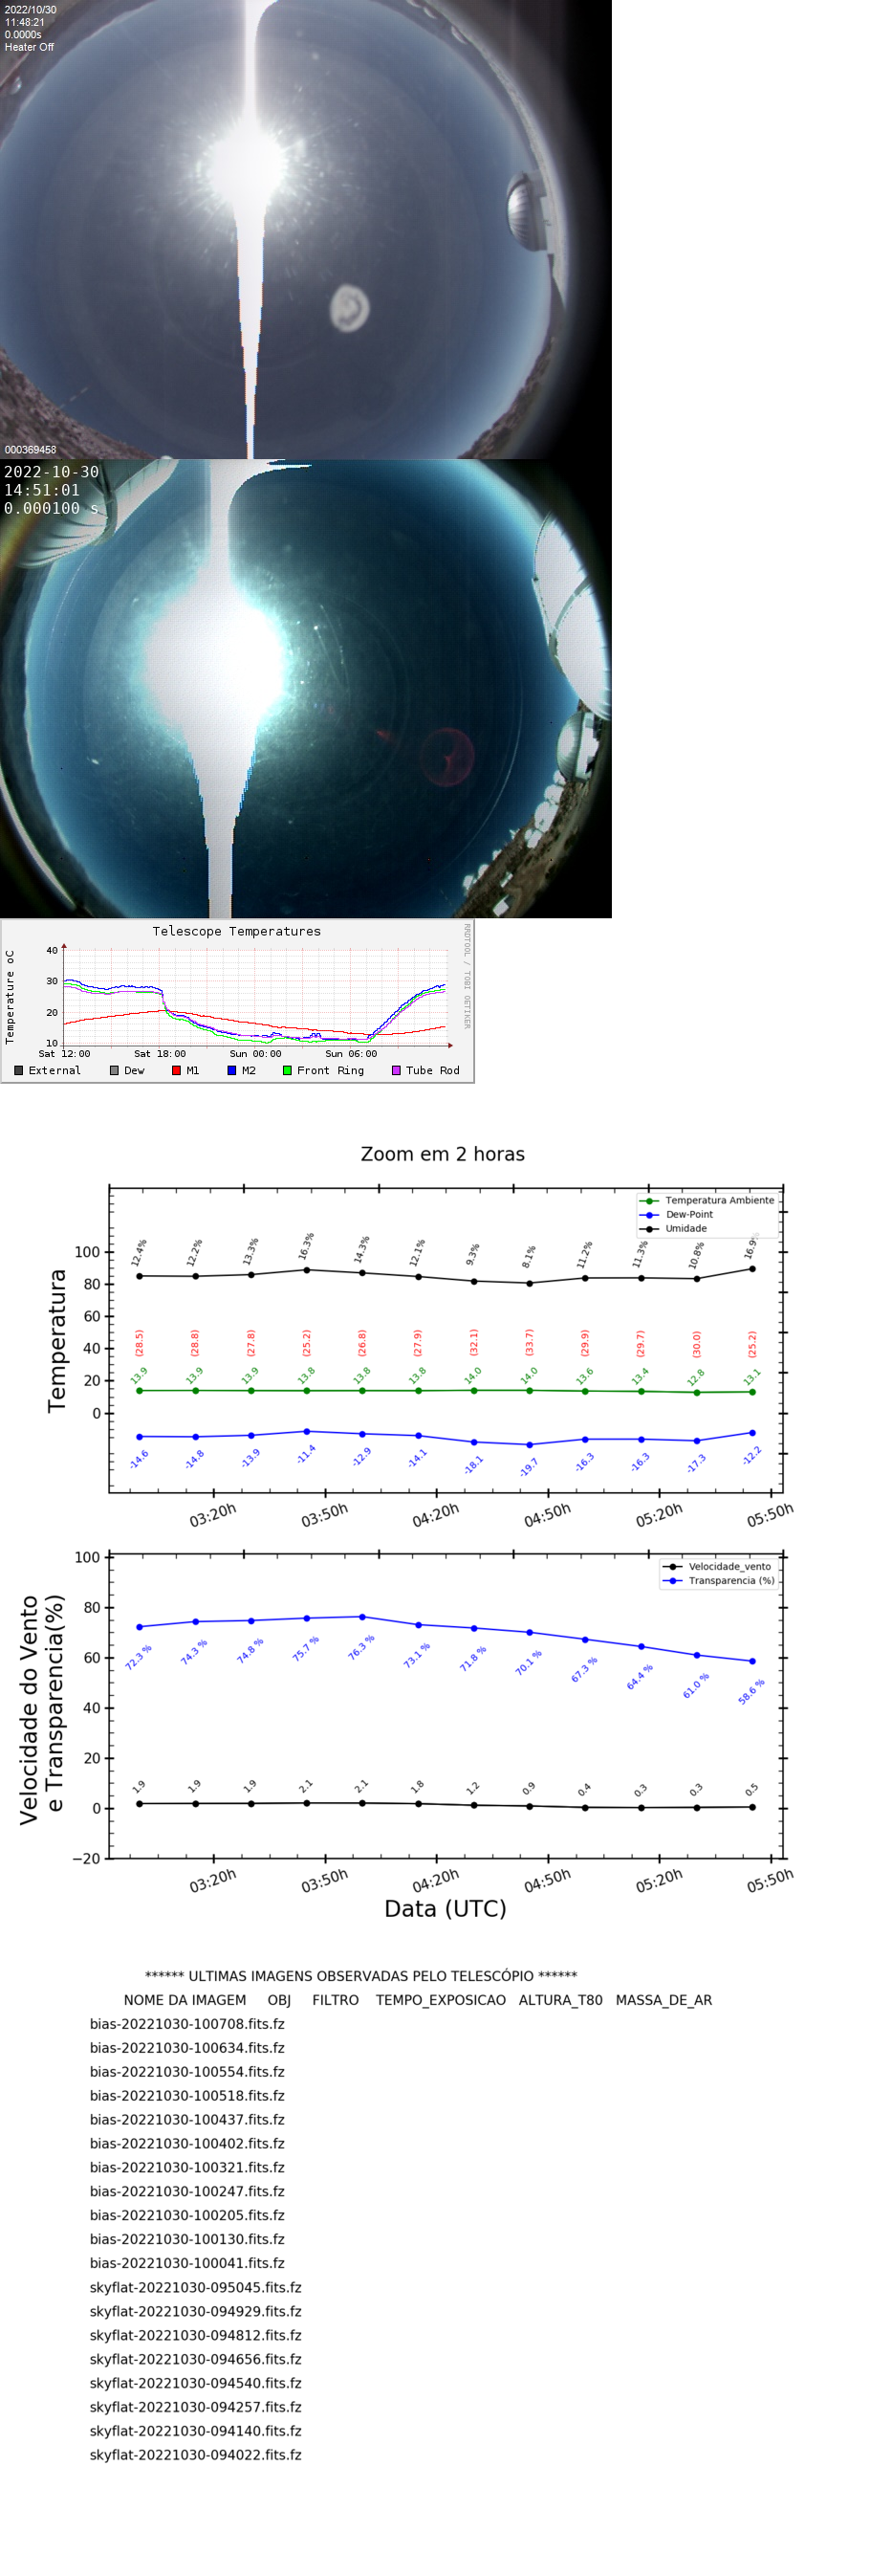 2022/10/30
11:48:21
0.0000s
Heater Off
000369458
2022-10-30
14:51:01
0.000100 s
Telescope Temperatures
RRDTOOL / TOBI OETIKER
Temperature oC
40
30
20
10
Sat 12:00 Sat 18:00 Sun 00:00 Sun 06:00
External Dew M1 M2 Front Ring Tube Rod
Zoom em 2 horas
Temperatura Ambiente
Dew-Point
Umidade
Temperatura
100
80
60
40
20
0
12.4% 12.2% 13.3% 16.3% 14.3% 12.1% 9.3% 8.1% 11.2% 11.3% 10.8% 16.9%
(28.5) (28.8) (27.8) (25.2) (26.8) (27.9) (32.1) (33.7) (29.9) (29.7) (30.0) (25.2)
13.9 13.9 13.9 13.8 13.8 13.8 14.0 14.0 13.6 13.4 12.8 13.1
-14.6 -14.8 -13.9 -11.4 -12.9 -14.1 -18.1 -19.7 -16.3 -16.3 -17.3 -12.2
03:20h 03:50h 04:20h 04:50h 05:20h 05:50h
Velocidade_vento
Transparencia (%)
Velocidade do Vento
e Transparencia(%)
100
80
60
40
20
0
−20
72.3 % 74.3 % 74.8 % 75.7 % 76.3 % 73.1 % 71.8 % 70.1 % 67.3 % 64.4 % 61.0 % 58.6 %
1.9 1.9 1.9 2.1 2.1 1.8 1.2 0.9 0.4 0.3 0.3 0.5
03:20h 03:50h 04:20h 04:50h 05:20h 05:50h
Data (UTC)
****** ULTIMAS IMAGENS OBSERVADAS PELO TELESCÓPIO ******
NOME DA IMAGEM OBJ FILTRO TEMPO_EXPOSICAO ALTURA_T80 MASSA_DE_AR
bias-20221030-100708.fits.fz
bias-20221030-100634.fits.fz
bias-20221030-100554.fits.fz
bias-20221030-100518.fits.fz
bias-20221030-100437.fits.fz
bias-20221030-100402.fits.fz
bias-20221030-100321.fits.fz
bias-20221030-100247.fits.fz
bias-20221030-100205.fits.fz
bias-20221030-100130.fits.fz
bias-20221030-100041.fits.fz
skyflat-20221030-095045.fits.fz
skyflat-20221030-094929.fits.fz
skyflat-20221030-094812.fits.fz
skyflat-20221030-094656.fits.fz
skyflat-20221030-094540.fits.fz
skyflat-20221030-094257.fits.fz
skyflat-20221030-094140.fits.fz
skyflat-20221030-094022.fits.fz